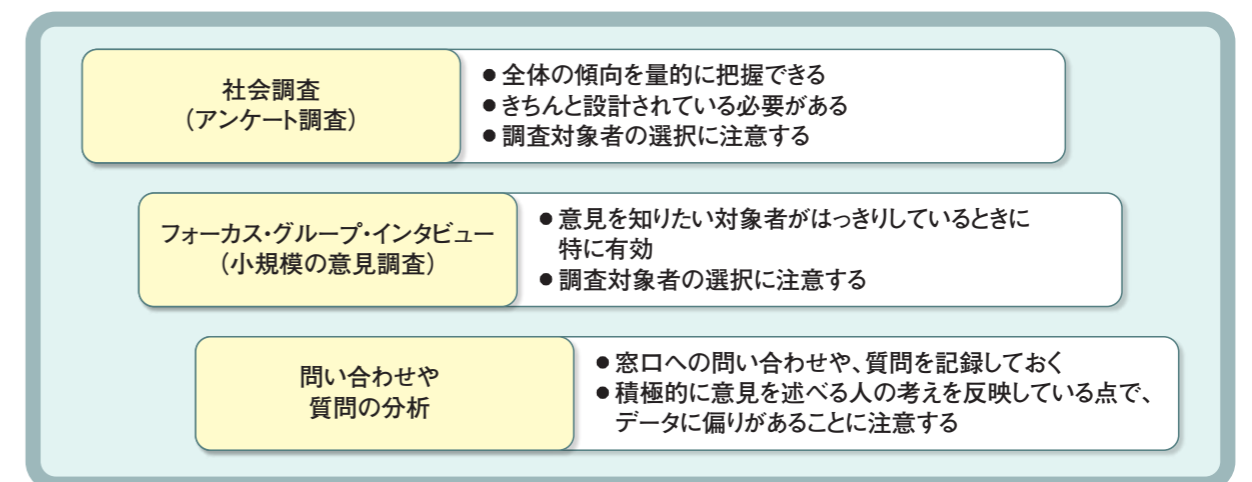 社会調査
（アンケート調査）
●全体の傾向を量的に把握できる
●きちんと設計されている必要がある
●調査対象者の選択に注意する
フォーカス・グループ・インタビュー
（小規模の意見調査）
●意見を知りたい対象者がはっきりしているときに
特に有効
●調査対象者の選択に注意する
問い合わせや
質問の分析
●窓口への問い合わせや、質問を記録しておく
●積極的に意見を述べる人の考えを反映している点で、
データに偏りがあることに注意する